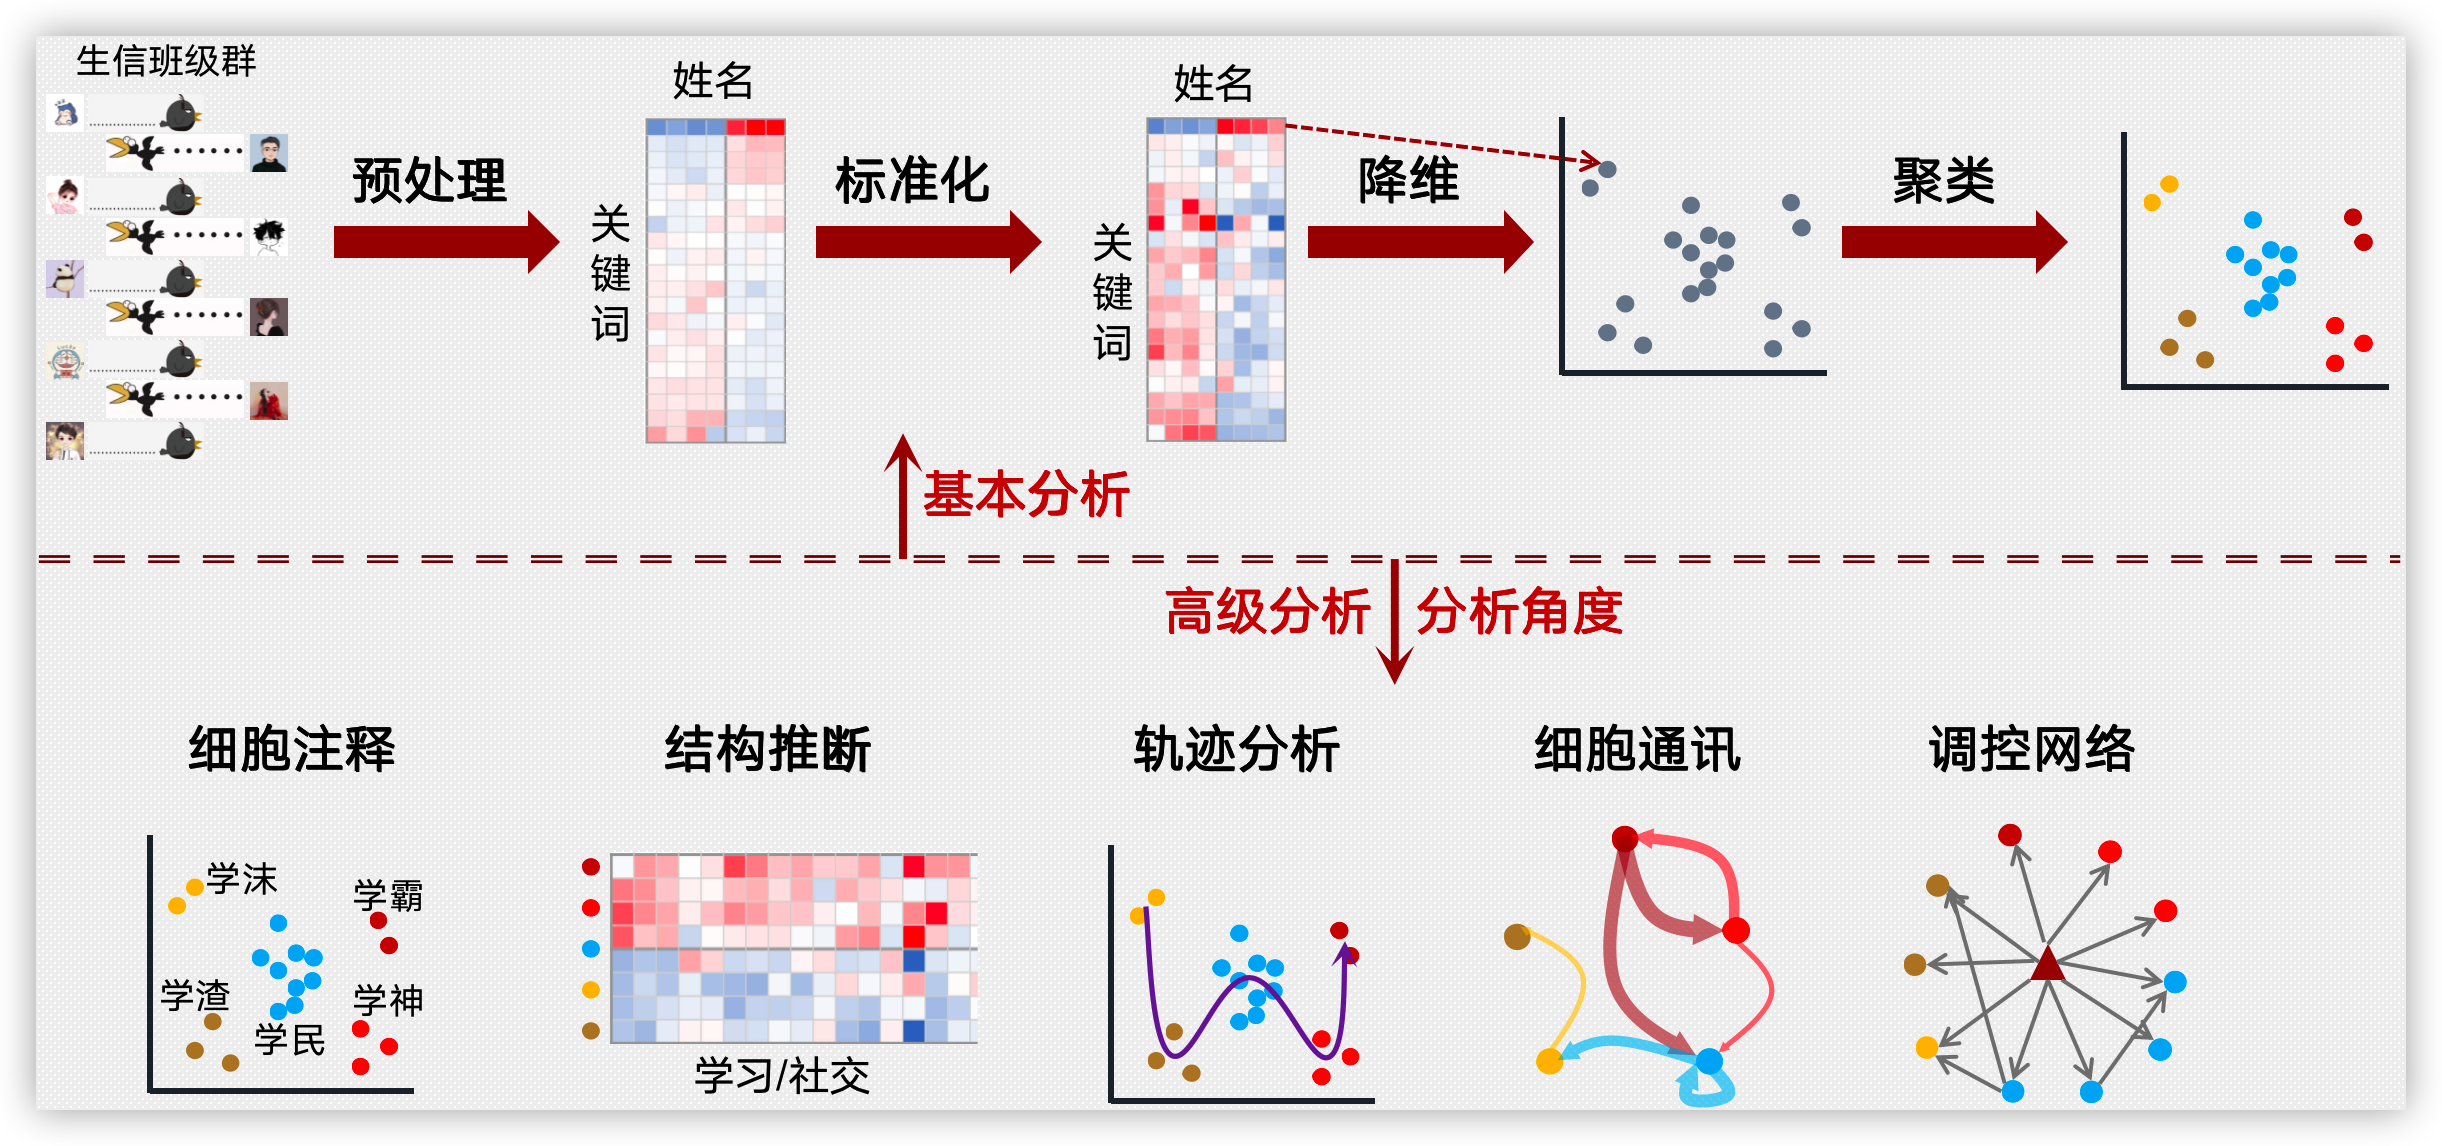 生信班级群
预处理
姓名
关键词
标准化
姓名
关键词
降维
聚类
基本分析
高级分析
分析角度
细胞注释
结构推断
轨迹分析
细胞通讯
调控网络
学沫
学霸
学渣
学神
学民
学习/社交